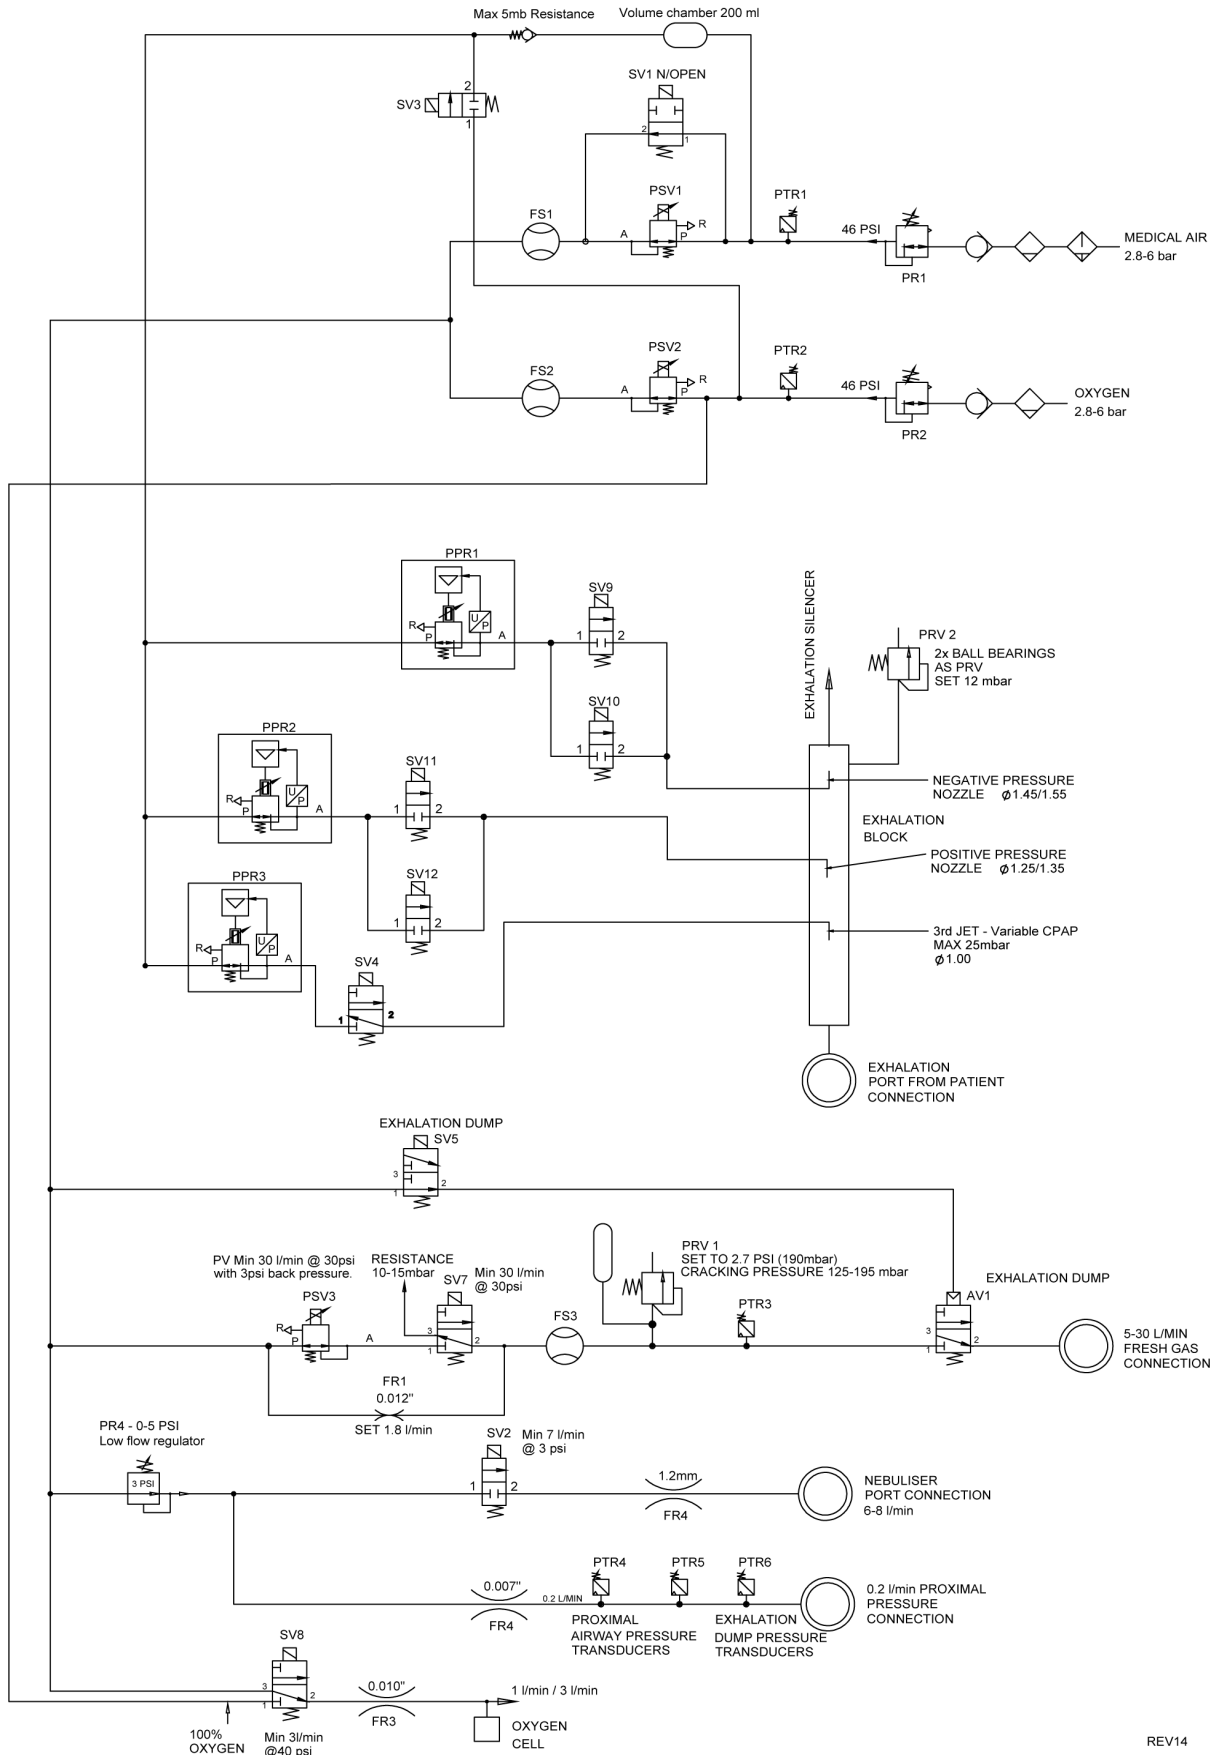 Max 5mb Resistance
Volume chamber 200 ml
SV1 N/OPEN
2
SV3
1
2
1
PSV1
PTR1
FS1
R
A
P
46 PSI
MEDICAL AIR
2.8-6 bar
PR1
PSV2
PTR2
FS2
R
A
P
46 PSI
OXYGEN
2.8-6 bar
PR2
PPR1
SV9
R
P
U
P
A
1
2
SV10
1
2
EXHALATION SILENCER
PRV 2
2x BALL BEARINGS
AS PRV
SET 12 mbar
PPR2
SV11
R
P
U
P
A
1
2
SV12
1
2
NEGATIVE PRESSURE
NOZZLE ϕ1.45/1.55
EXHALATION
BLOCK
POSITIVE PRESSURE
NOZZLE ϕ1.25/1.35
PPR3
R
P
U
P
A
SV4
1
2
3rd JET - Variable CPAP
MAX 25mbar
ϕ1.00
EXHALATION
PORT FROM PATIENT
CONNECTION
EXHALATION DUMP
SV5
3
1
2
PV Min 30 l/min @ 30psi
with 3psi back pressure.
RESISTANCE
10-15mbar
SV7
Min 30 l/min
@ 30psi
PRV 1
SET TO 2.7 PSI (190mbar)
CRACKING PRESSURE 125-195 mbar
EXHALATION DUMP
AV1
PSV3
R
P
A
3
1
2
FS3
PTR3
3
1
2
5-30 L/MIN
FRESH GAS
CONNECTION
FR1
0.012"
SET 1.8 l/min
PR4 - 0-5 PSI
Low flow regulator
3 PSI
SV2
Min 7 l/min
@ 3 psi
1
2
1.2mm
FR4
NEBULISER
PORT CONNECTION
6-8 l/min
0.007"
FR4
0.2 L/MIN
PTR4
PTR5
PTR6
PROXIMAL
AIRWAY PRESSURE
TRANSDUCERS
EXHALATION
DUMP PRESSURE
TRANSDUCERS
0.2 l/min PROXIMAL
PRESSURE
CONNECTION
SV8
3
1
2
100%
OXYGEN
Min 3l/min
@40 psi
0.010"
FR3
1 l/min / 3 l/min
OXYGEN
CELL
REV14